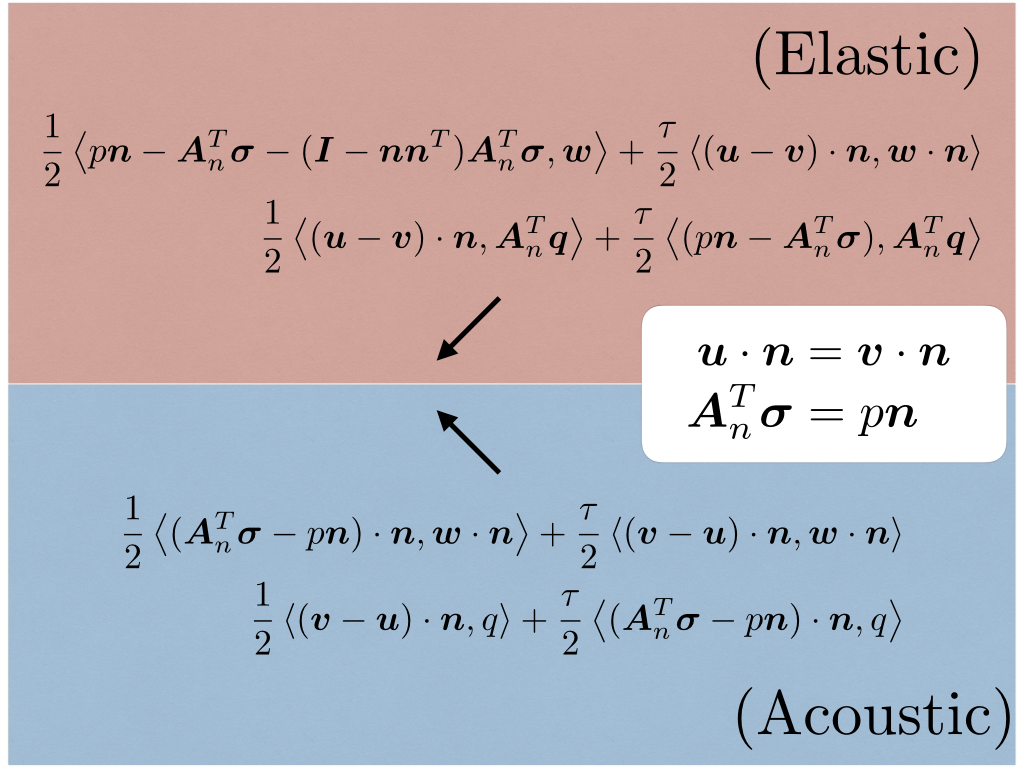 (Elastic)
$\frac{1}{2}\left\langle p\boldsymbol{n} - \boldsymbol{A}_n^T\boldsymbol{\sigma} - (\boldsymbol{I} - \boldsymbol{n}\boldsymbol{n}^T)\boldsymbol{A}_n^T\boldsymbol{\sigma}, \boldsymbol{w}\right\rangle + \frac{\tau}{2}\left\langle(\boldsymbol{u} - \boldsymbol{v})\cdot\boldsymbol{n}, \boldsymbol{w}\cdot\boldsymbol{n}\right\rangle$
$\frac{1}{2}\left\langle(\boldsymbol{u} - \boldsymbol{v})\cdot\boldsymbol{n}, \boldsymbol{A}_n^T\boldsymbol{q}\right\rangle + \frac{\tau}{2}\left\langle(p\boldsymbol{n} - \boldsymbol{A}_n^T\boldsymbol{\sigma}), \boldsymbol{A}_n^T\boldsymbol{q}\right\rangle$
$\boldsymbol{u}\cdot\boldsymbol{n} = \boldsymbol{v}\cdot\boldsymbol{n}$
$\boldsymbol{A}_n^T\boldsymbol{\sigma} = p\boldsymbol{n}$
$\frac{1}{2}\left\langle(\boldsymbol{A}_n^T\boldsymbol{\sigma} - p\boldsymbol{n})\cdot\boldsymbol{n}, \boldsymbol{w}\cdot\boldsymbol{n}\right\rangle + \frac{\tau}{2}\left\langle(\boldsymbol{v} - \boldsymbol{u})\cdot\boldsymbol{n}, \boldsymbol{w}\cdot\boldsymbol{n}\right\rangle$
$\frac{1}{2}\left\langle(\boldsymbol{v} - \boldsymbol{u})\cdot\boldsymbol{n}, q\right\rangle + \frac{\tau}{2}\left\langle(\boldsymbol{A}_n^T\boldsymbol{\sigma} - p\boldsymbol{n})\cdot\boldsymbol{n}, q\right\rangle$
(Acoustic)